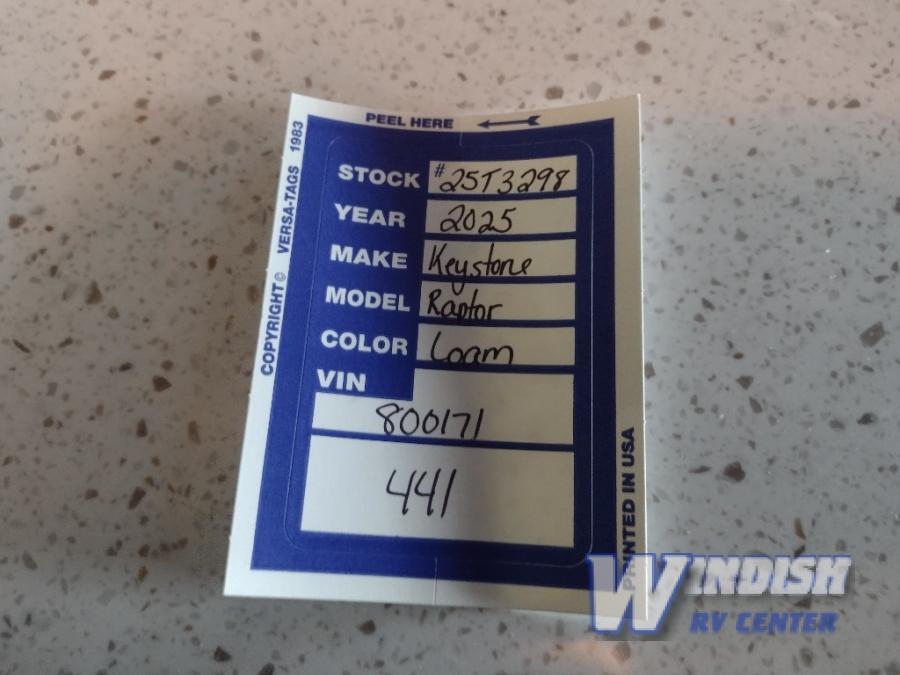 PEEL HERE
COPYRIGHT© VERSA-TAGS 1983
STOCK #25T3298
YEAR 2025
MAKE Keystone
MODEL Raptor
COLOR Loam
VIN
800171
441
PRINTED IN USA
WINDISH
RV CENTER